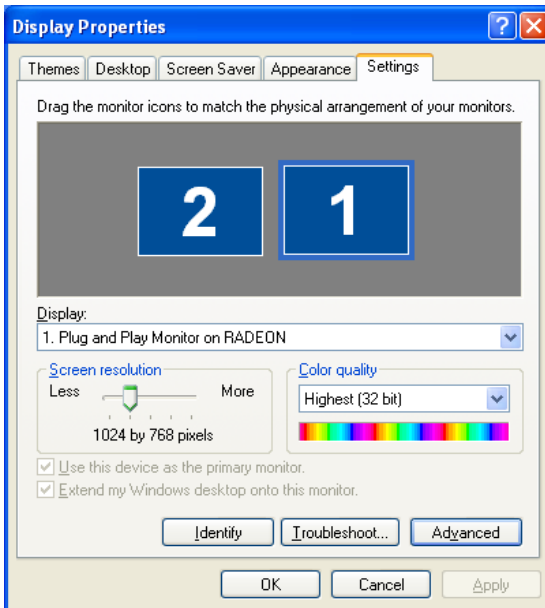 Display Properties
Themes Desktop Screen Saver Appearance Settings
Drag the monitor icons to match the physical arrangement of your monitors.
2 1
Display:
1. Plug and Play Monitor on RADEON
Screen resolution Color quality
Less More Highest (32 bit)
1024 by 768 pixels
Use this device as the primary monitor.
Extend my Windows desktop onto this monitor.
Identify Troubleshoot... Advanced
OK Cancel Apply